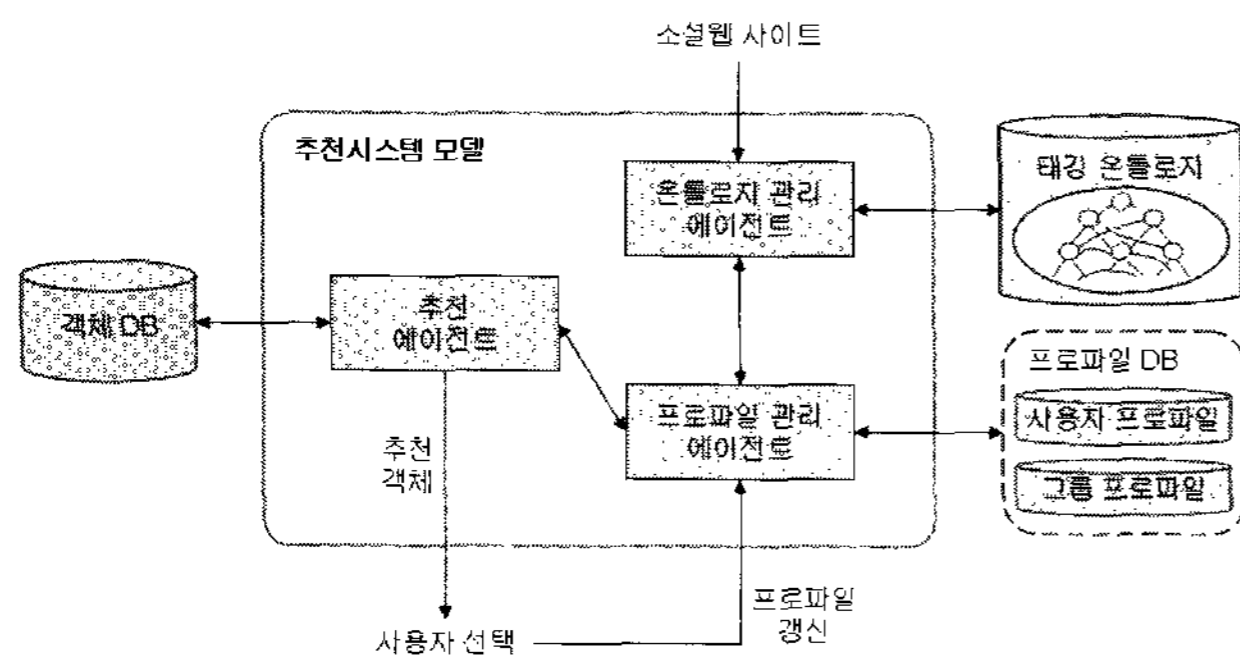 소셜웹 사이트
추천시스템 모델
온톨로지 관리
에이전트
태깅 온톨로지
객체 DB
추천
에이전트
프로파일 DB
사용자 프로파일
그룹 프로파일
프로파일 관리
에이전트
추천
객체
사용자 선택
프로파일
갱신